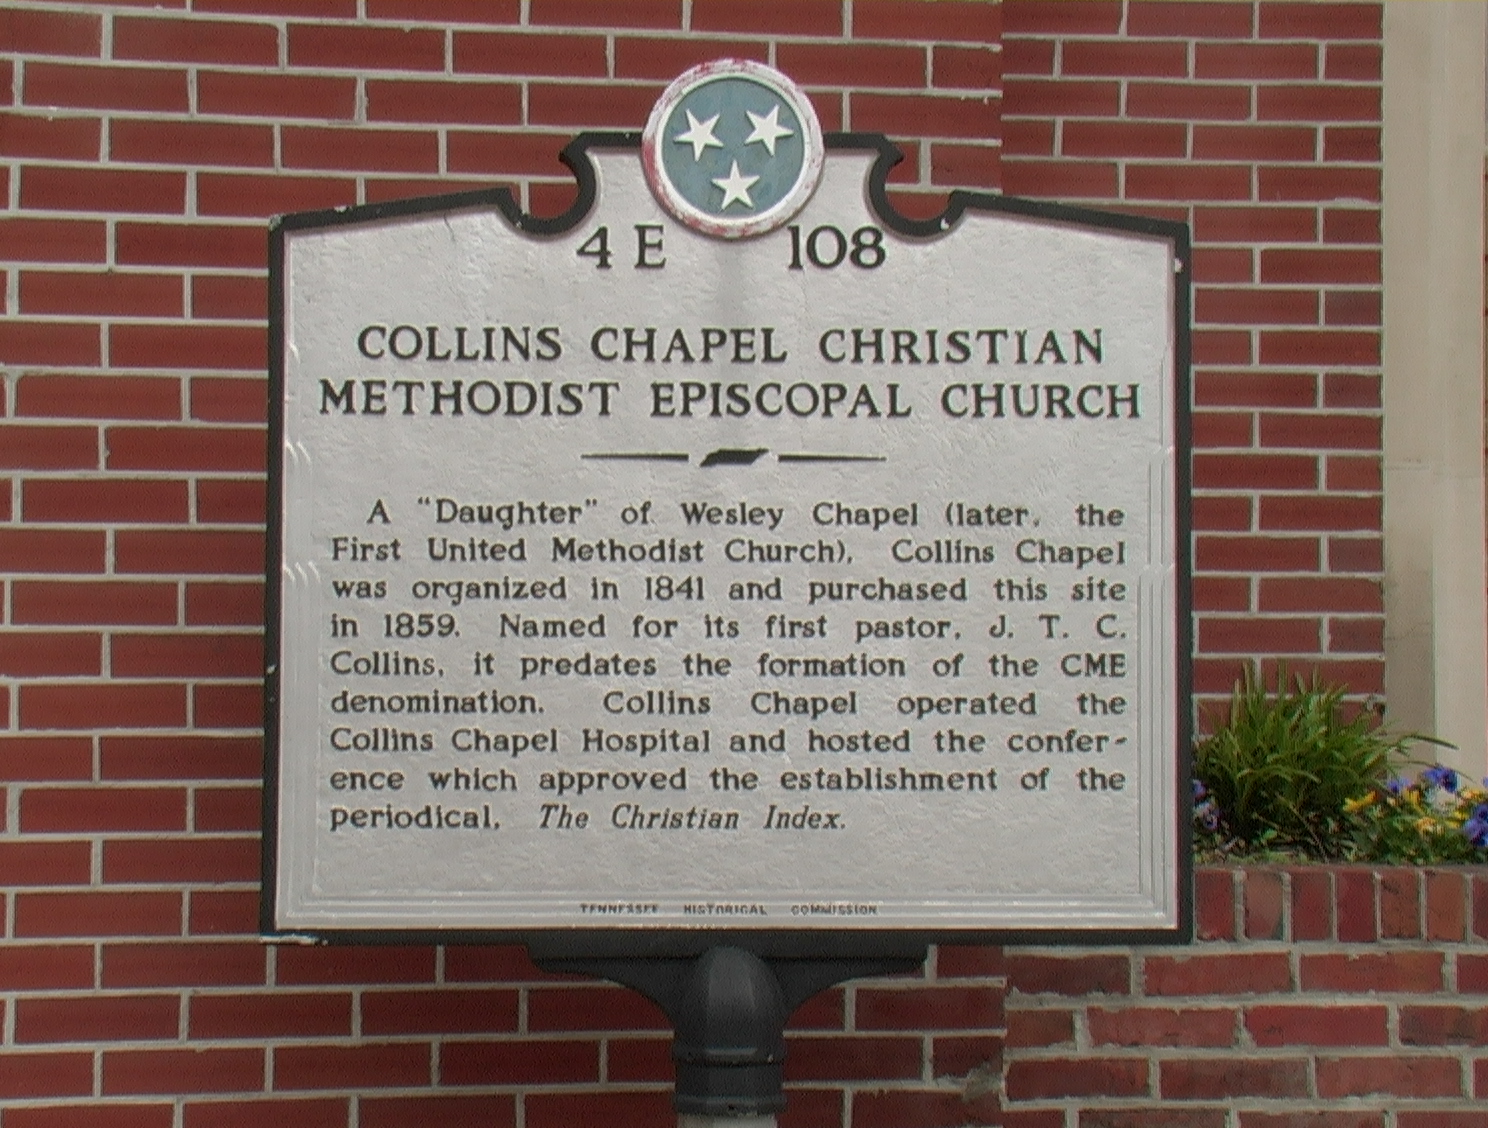 4 E 108
COLLINS CHAPEL CHRISTIAN
METHODIST EPISCOPAL CHURCH
A "Daughter" of Wesley Chapel (later, the
First United Methodist Church), Collins Chapel
was organized in 1841 and purchased this site
in 1859. Named for its first pastor, J. T. C.
Collins, it predates the formation of the CME
denomination. Collins Chapel operated the
Collins Chapel Hospital and hosted the confer-
ence which approved the establishment of the
periodical, The Christian Index.
TENNESSEE HISTORICAL COMMISSION